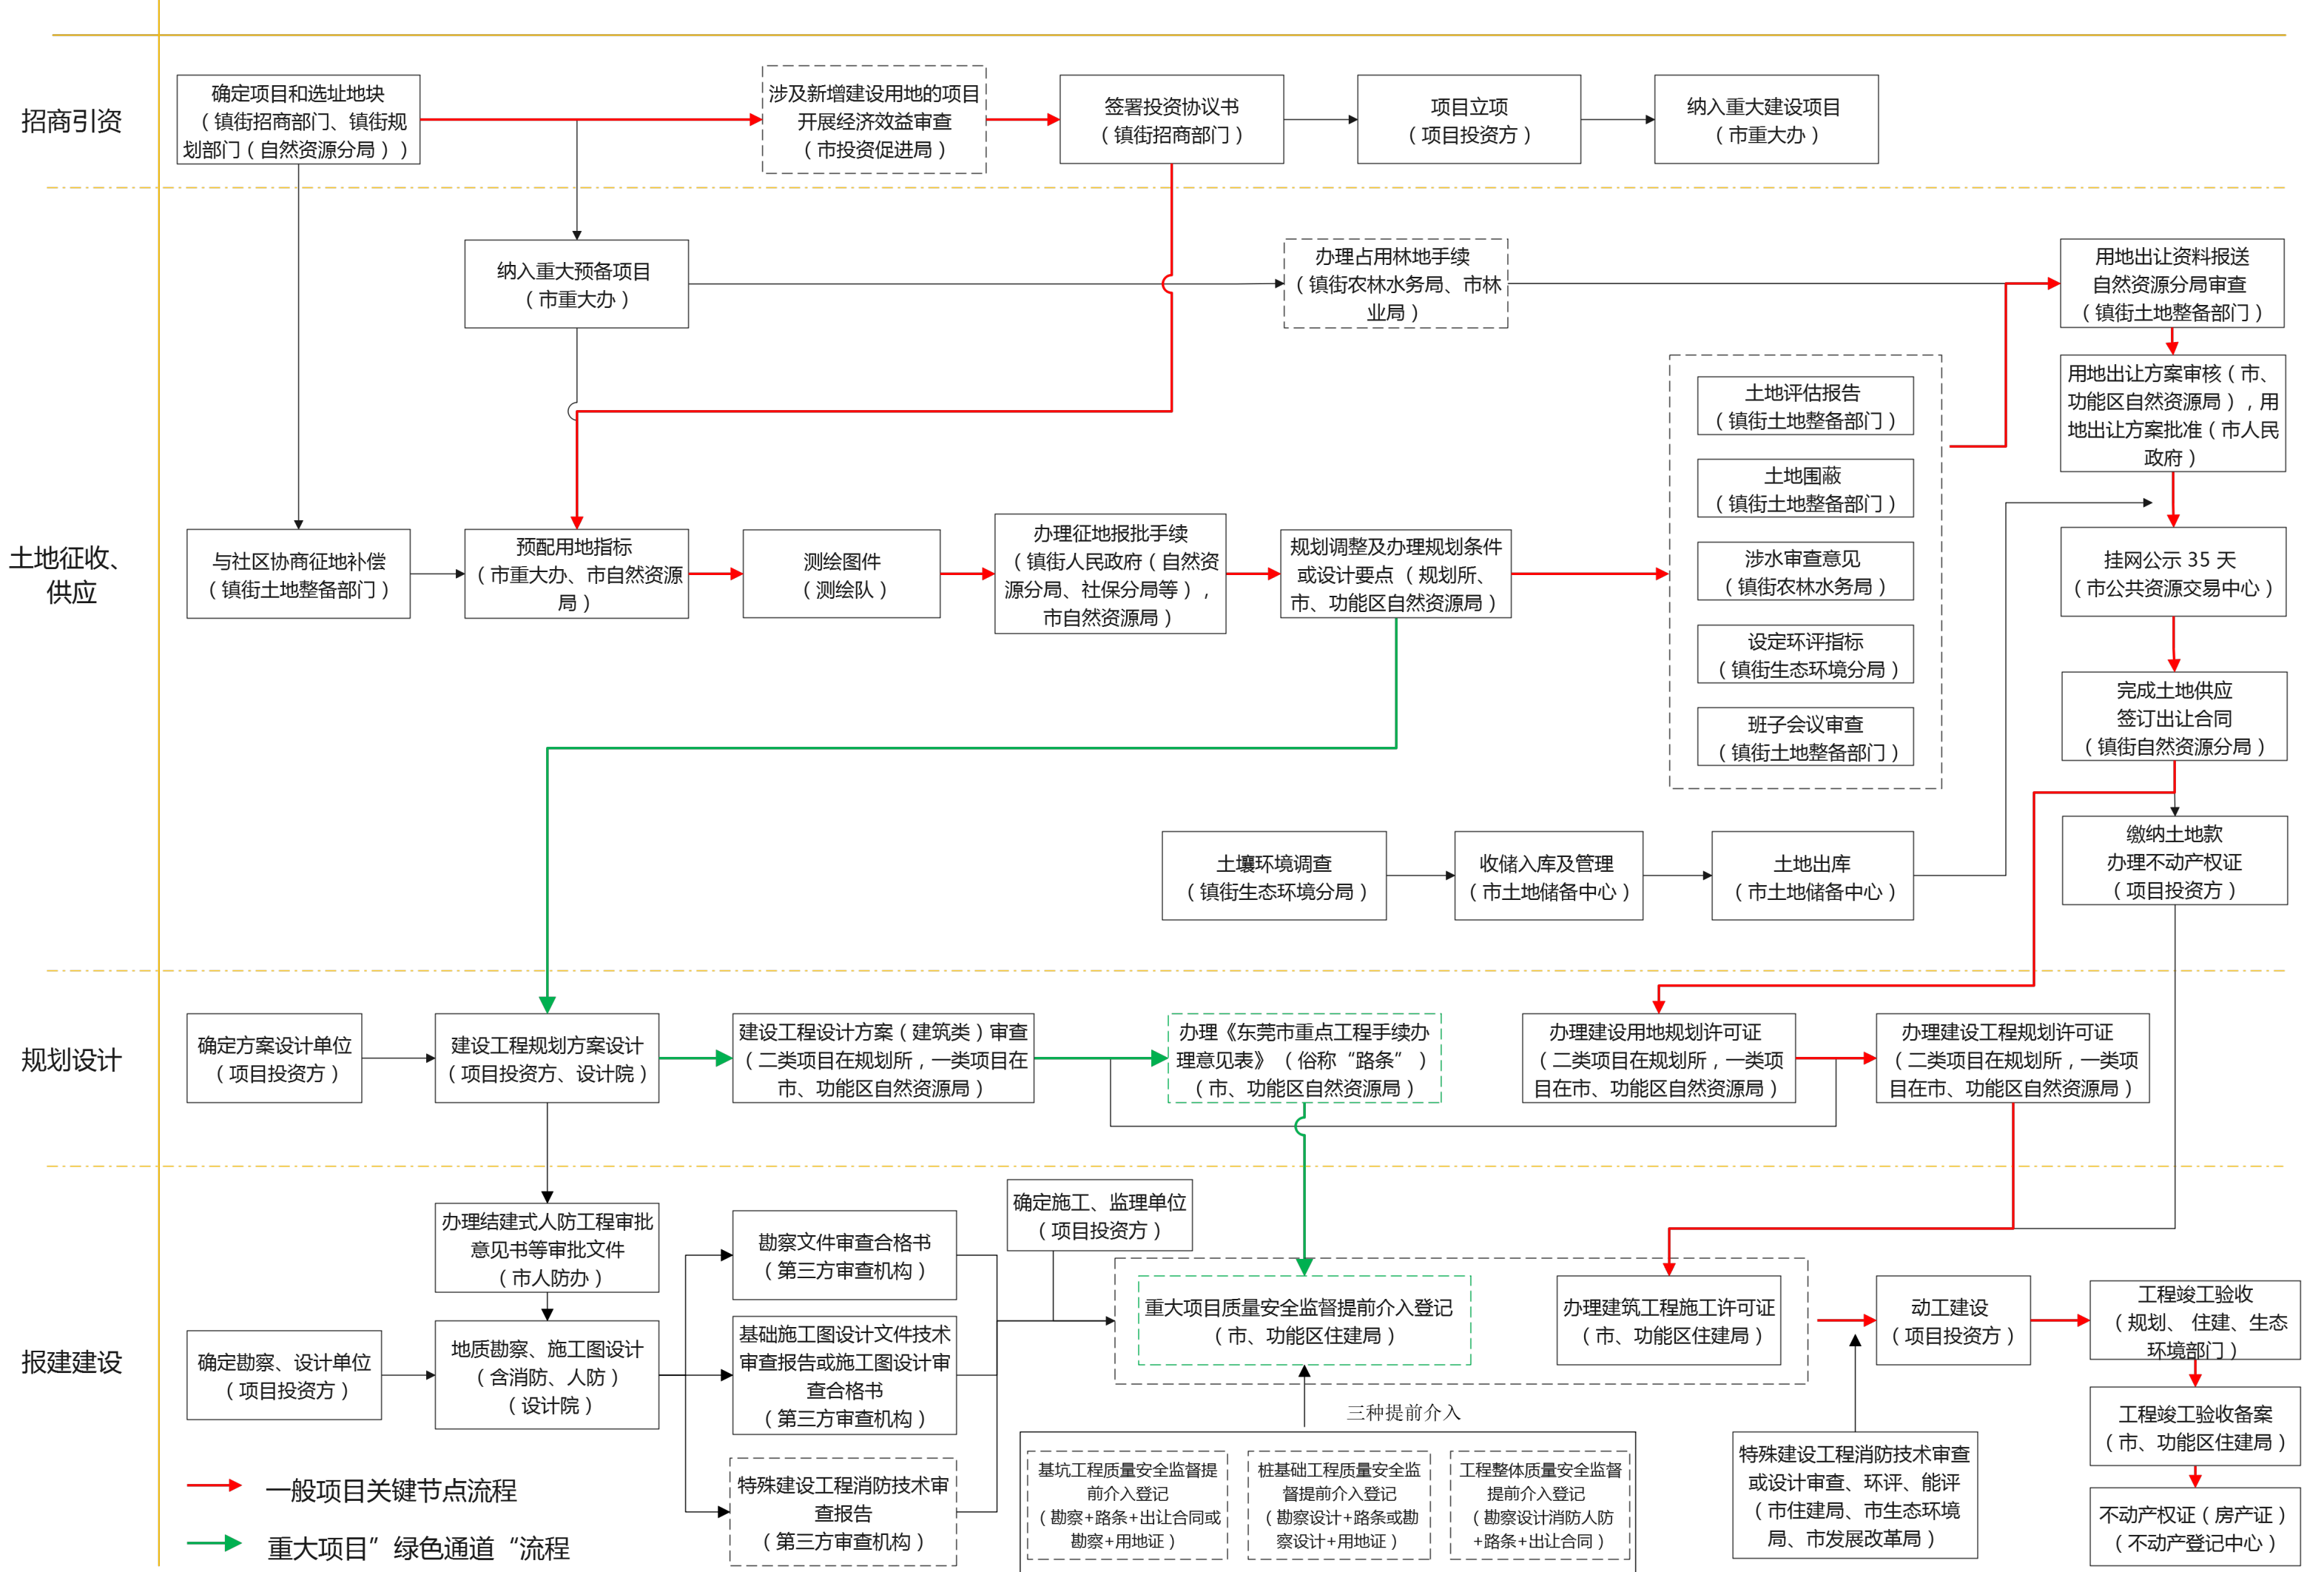 招商引资
确定项目和选址地块
（镇街招商部门、镇街规
划部门（自然资源分局））
涉及新增建设用地的项目
开展经济效益审查
（市投资促进局）
签署投资协议书
（镇街招商部门）
项目立项
（项目投资方）
纳入重大建设项目
（市重大办）
土地征收、
供应
纳入重大预备项目
（市重大办）
办理占用林地手续
（镇街农林水务局、市林
业局）
用地出让资料报送
自然资源分局审查
（镇街土地整备部门）
用地出让方案审核（市、
功能区自然资源局），用
地出让方案批准（市人民
政府）
土地评估报告
（镇街土地整备部门）
土地围蔽
（镇街土地整备部门）
涉水审查意见
（镇街农林水务局）
设定环评指标
（镇街生态环境分局）
班子会议审查
（镇街土地整备部门）
与社区协商征地补偿
（镇街土地整备部门）
预配用地指标
（市重大办、市自然资源
局）
测绘图件
（测绘队）
办理征地报批手续
（镇街人民政府（自然资
源分局、社保分局等），
市自然资源局）
规划调整及办理规划条件
或设计要点（规划所、
市、功能区自然资源局）
挂网公示 35 天
（市公共资源交易中心）
完成土地供应
签订出让合同
（镇街自然资源分局）
土壤环境调查
（镇街生态环境分局）
收储入库及管理
（市土地储备中心）
土地出库
（市土地储备中心）
缴纳土地款
办理不动产权证
（项目投资方）
规划设计
确定方案设计单位
（项目投资方）
建设工程规划方案设计
（项目投资方、设计院）
建设工程设计方案（建筑类）审查
（二类项目在规划所，一类项目在
市、功能区自然资源局）
办理《东莞市重点工程手续办
理意见表》（俗称“路条”）
（市、功能区自然资源局）
办理建设用地规划许可证
（二类项目在规划所，一类项
目在市、功能区自然资源局）
办理建设工程规划许可证
（二类项目在规划所，一类项
目在市、功能区自然资源局）
报建建设
办理结建式人防工程审批
意见书等审批文件
（市人防办）
确定勘察、设计单位
（项目投资方）
地质勘察、施工图设计
（含消防、人防）
（设计院）
勘察文件审查合格书
（第三方审查机构）
基础施工图设计文件技术
审查报告或施工图设计审
查合格书
（第三方审查机构）
特殊建设工程消防技术审
查报告
（第三方审查机构）
确定施工、监理单位
（项目投资方）
重大项目质量安全监督提前介入登记
（市、功能区住建局）
办理建筑工程施工许可证
（市、功能区住建局）
动工建设
（项目投资方）
工程竣工验收
（规划、 住建、生态
环境部门）
工程竣工验收备案
（市、功能区住建局）
不动产权证（房产证）
（不动产登记中心）
三种提前介入
基坑工程质量安全监督提
前介入登记
（勘察+路条+出让合同或
勘察+用地证）
桩基础工程质量安全监
督提前介入登记
（勘察设计+路条或勘
察设计+用地证）
工程整体质量安全监督
提前介入登记
（勘察设计消防人防
+路条+出让合同）
特殊建设工程消防技术审查
或设计审查、环评、能评
（市住建局、市生态环境
局、市发展改革局）
一般项目关键节点流程
重大项目”绿色通道“流程